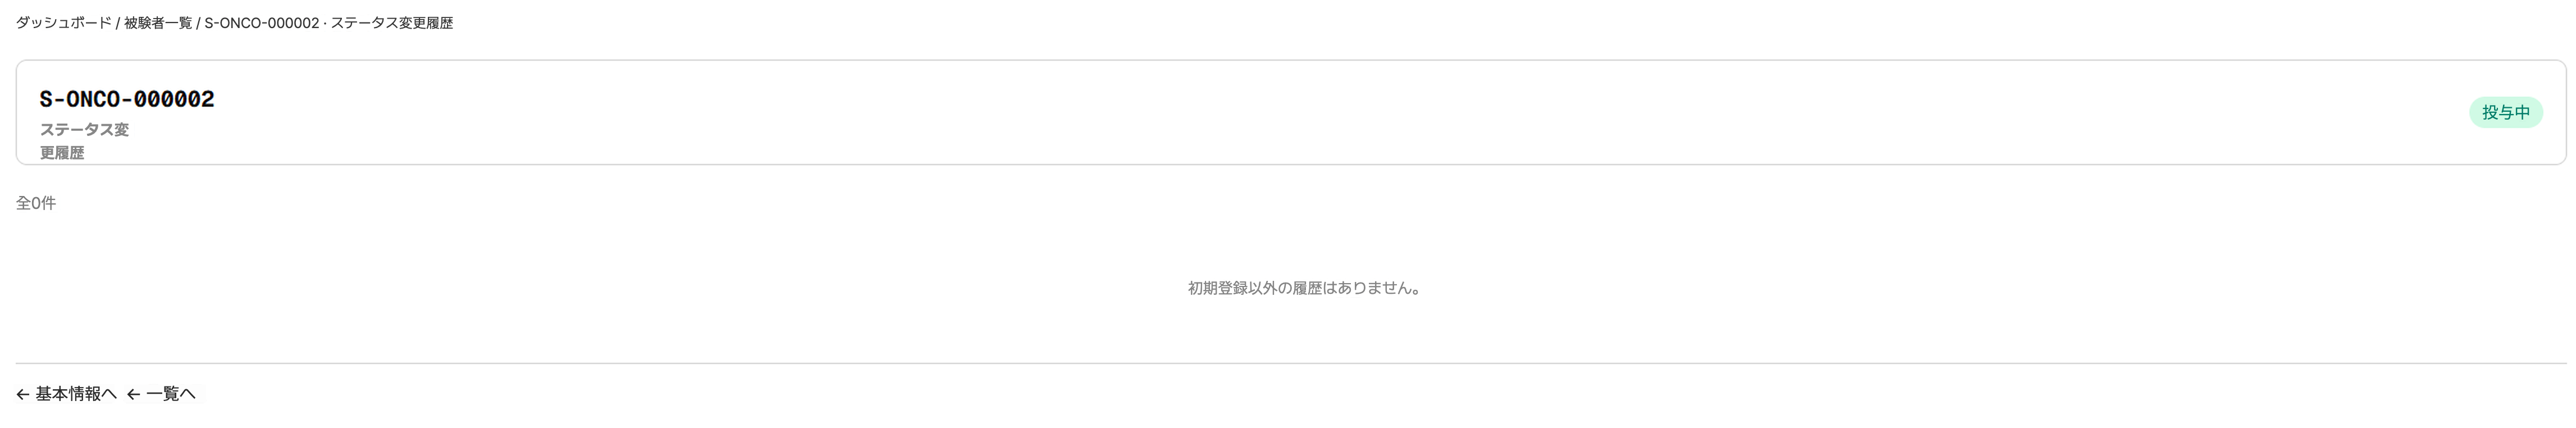 ダッシュボード / 被験者一覧 / S-ONCO-000002 · ステータス変更履歴
S-ONCO-000002
投与中
ステータス変
更履歴
全0件
初期登録以外の履歴はありません。
← 基本情報へ ← 一覧へ